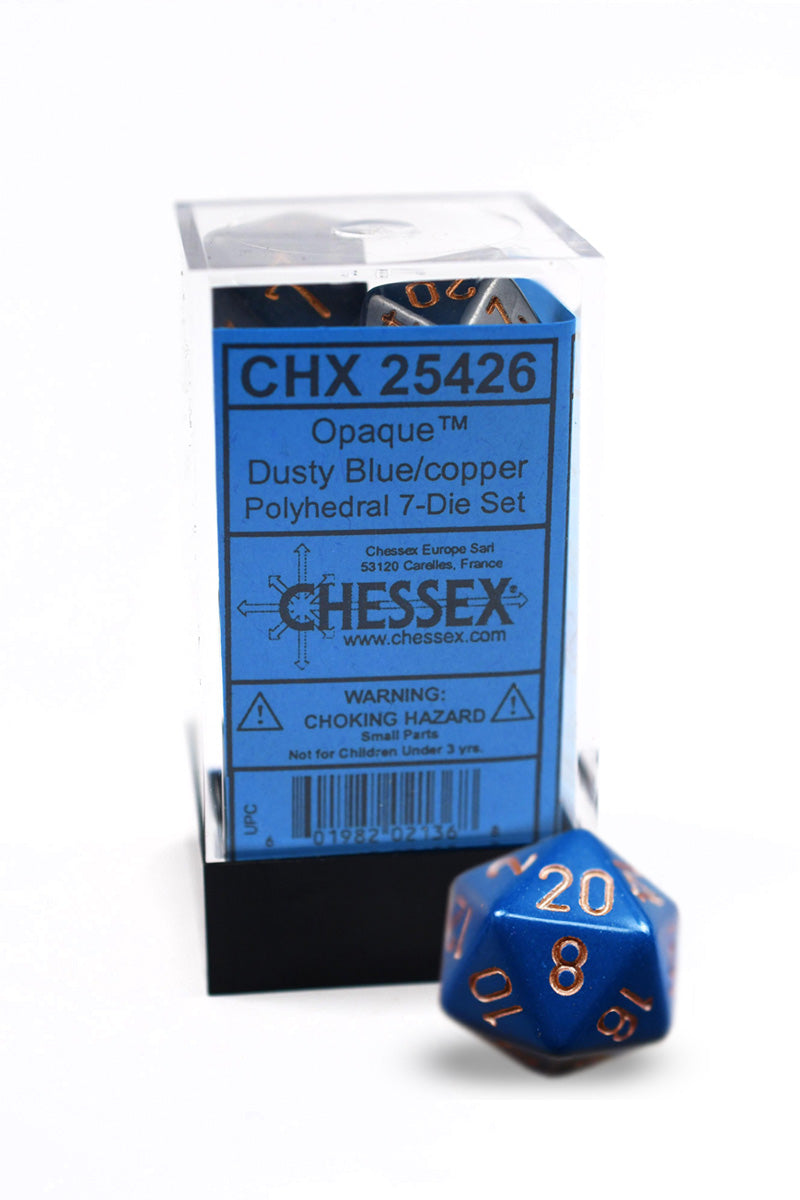 CHX 25426
Opaque™
Dusty Blue/copper
Polyhedral 7-Die Set
Chessex Europe Sarl
53120 Carelles, France
CHESSEX®
www.chessex.com
WARNING:
CHOKING HAZARD
Small Parts
Not for Children Under 3 yrs.
UPC
6 01982 02136 8
20
8
10
16